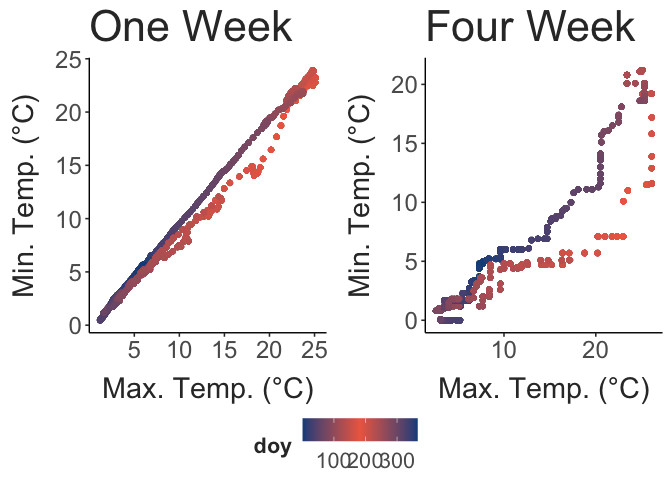 One Week
Four Week
Min. Temp. (°C)
25
20
15
10
5
0
5 10 15 20 25
Max. Temp. (°C)
Min. Temp. (°C)
20
15
10
5
0
10 20
Max. Temp. (°C)
doy
100 200 300